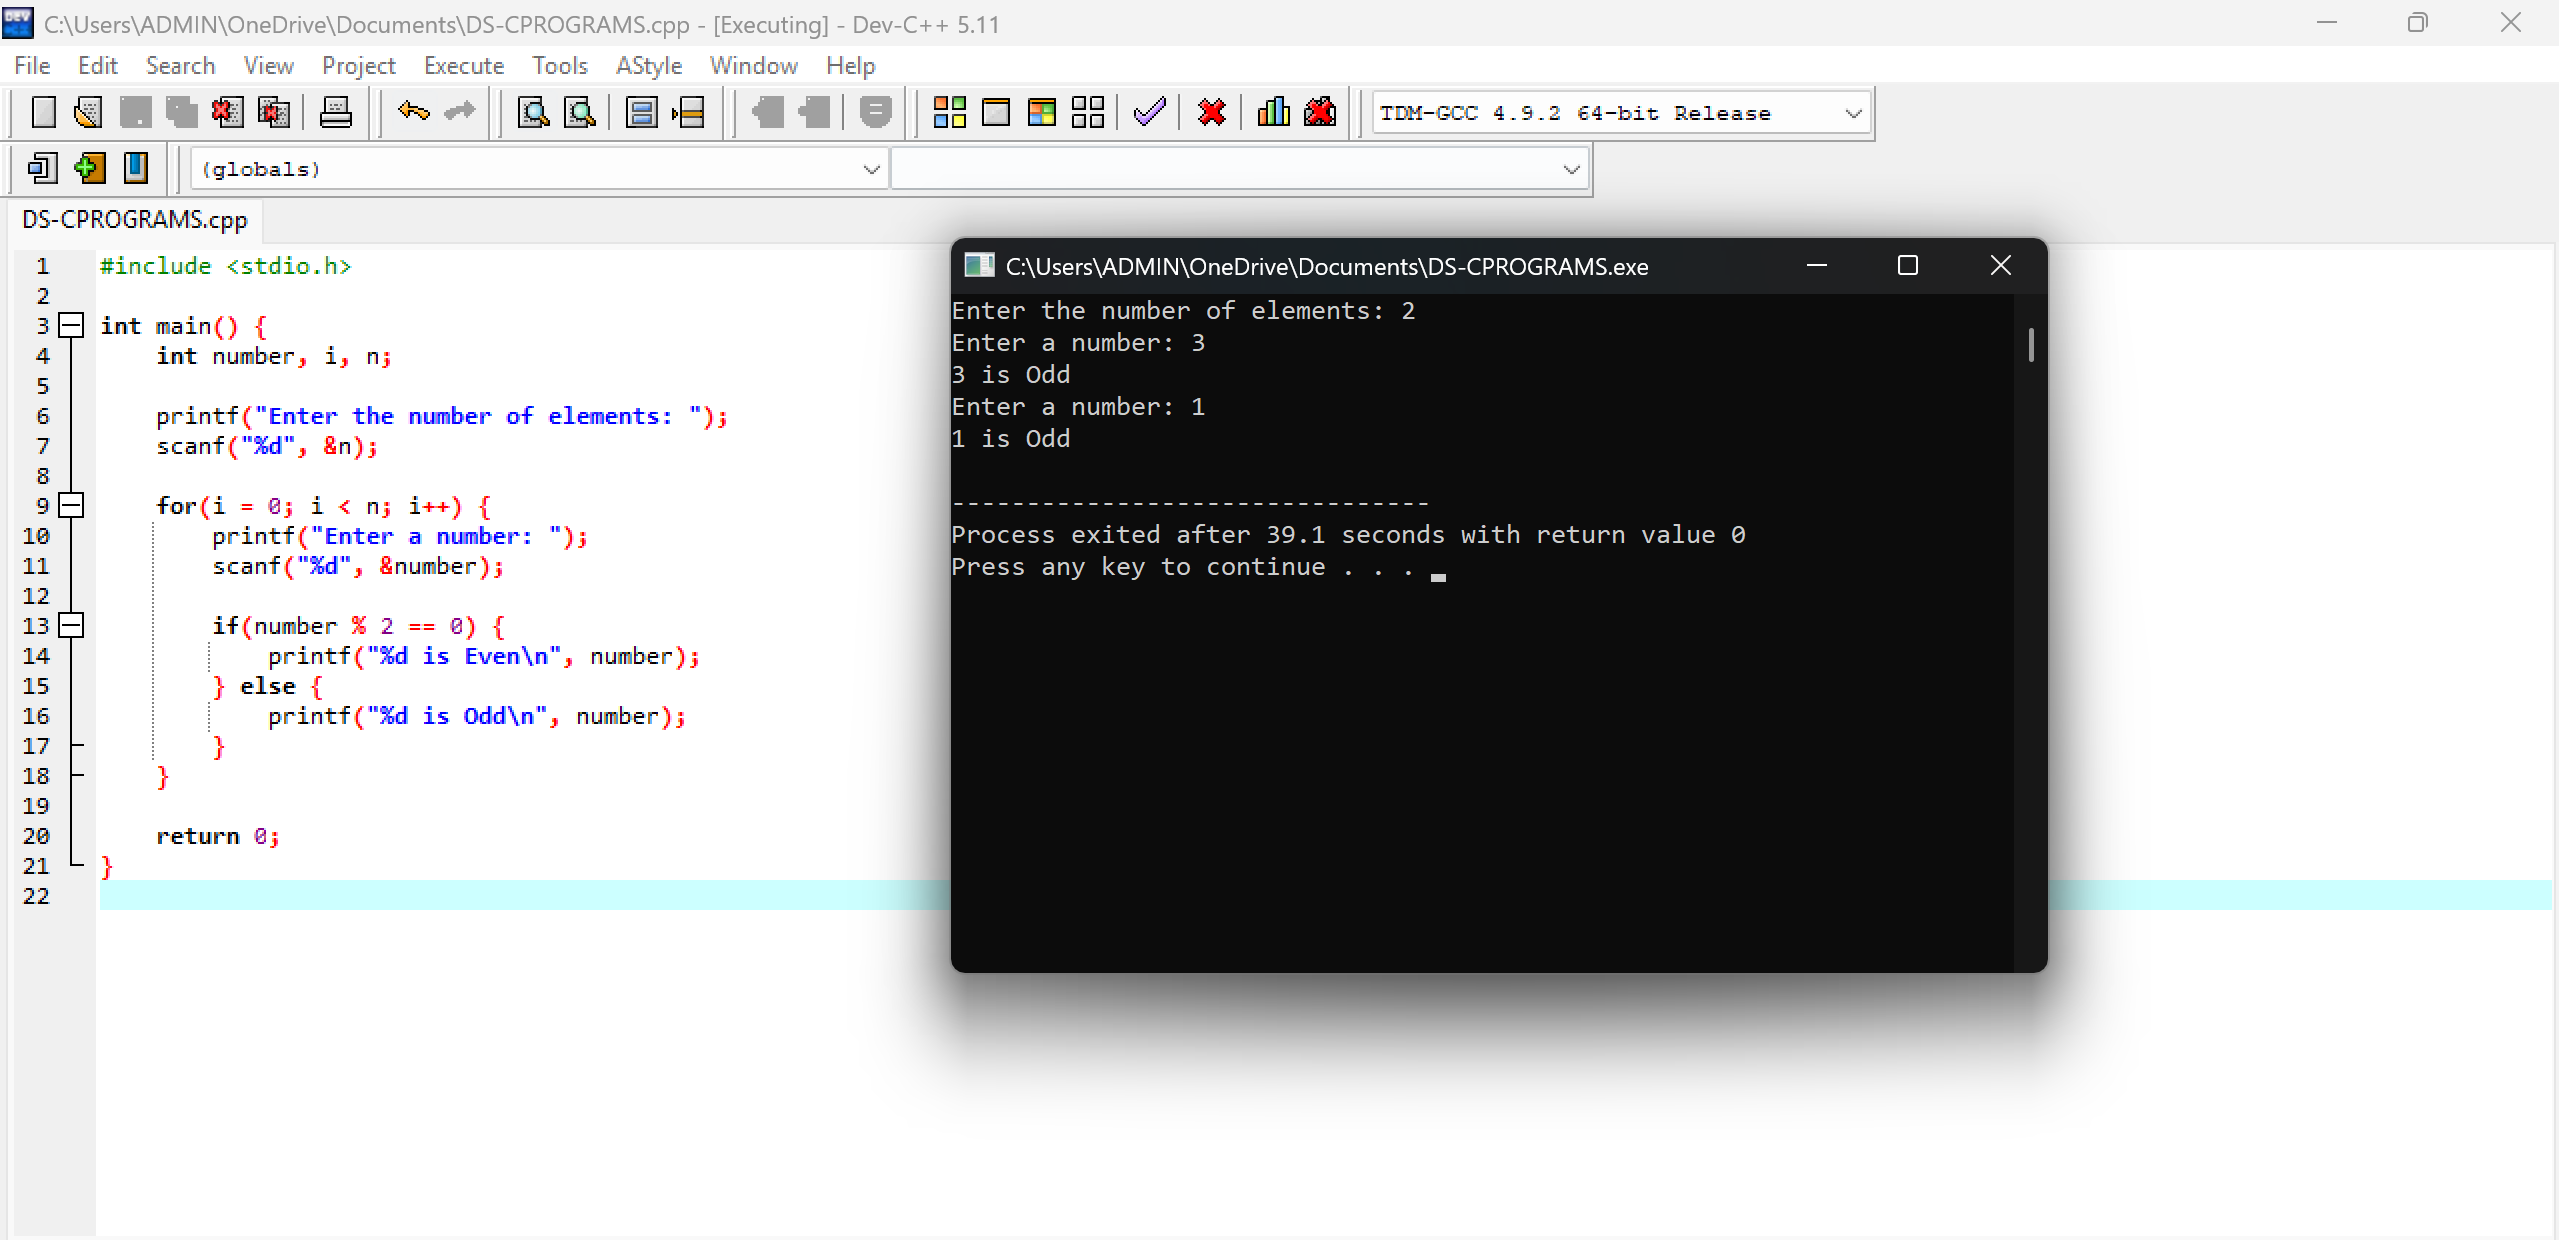 C:\Users\ADMIN\OneDrive\Documents\DS-CPROGRAMS.cpp - [Executing] - Dev-C++ 5.11
File Edit Search View Project Execute Tools AStyle Window Help
TDM-GCC 4.9.2 64-bit Release
(globals)
DS-CPROGRAMS.cpp
1 #include <stdio.h>
2
3 int main() {
4     int number, i, n;
5
6     printf("Enter the number of elements: ");
7     scanf("%d", &n);
8
9     for(i = 0; i < n; i++) {
10         printf("Enter a number: ");
11         scanf("%d", &number);
12
13         if(number % 2 == 0) {
14             printf("%d is Even\n", number);
15         } else {
16             printf("%d is Odd\n", number);
17         }
18     }
19
20     return 0;
21 }
22
C:\Users\ADMIN\OneDrive\Documents\DS-CPROGRAMS.exe
Enter the number of elements: 2
Enter a number: 3
3 is Odd
Enter a number: 1
1 is Odd
--------------------------------
Process exited after 39.1 seconds with return value 0
Press any key to continue . . .